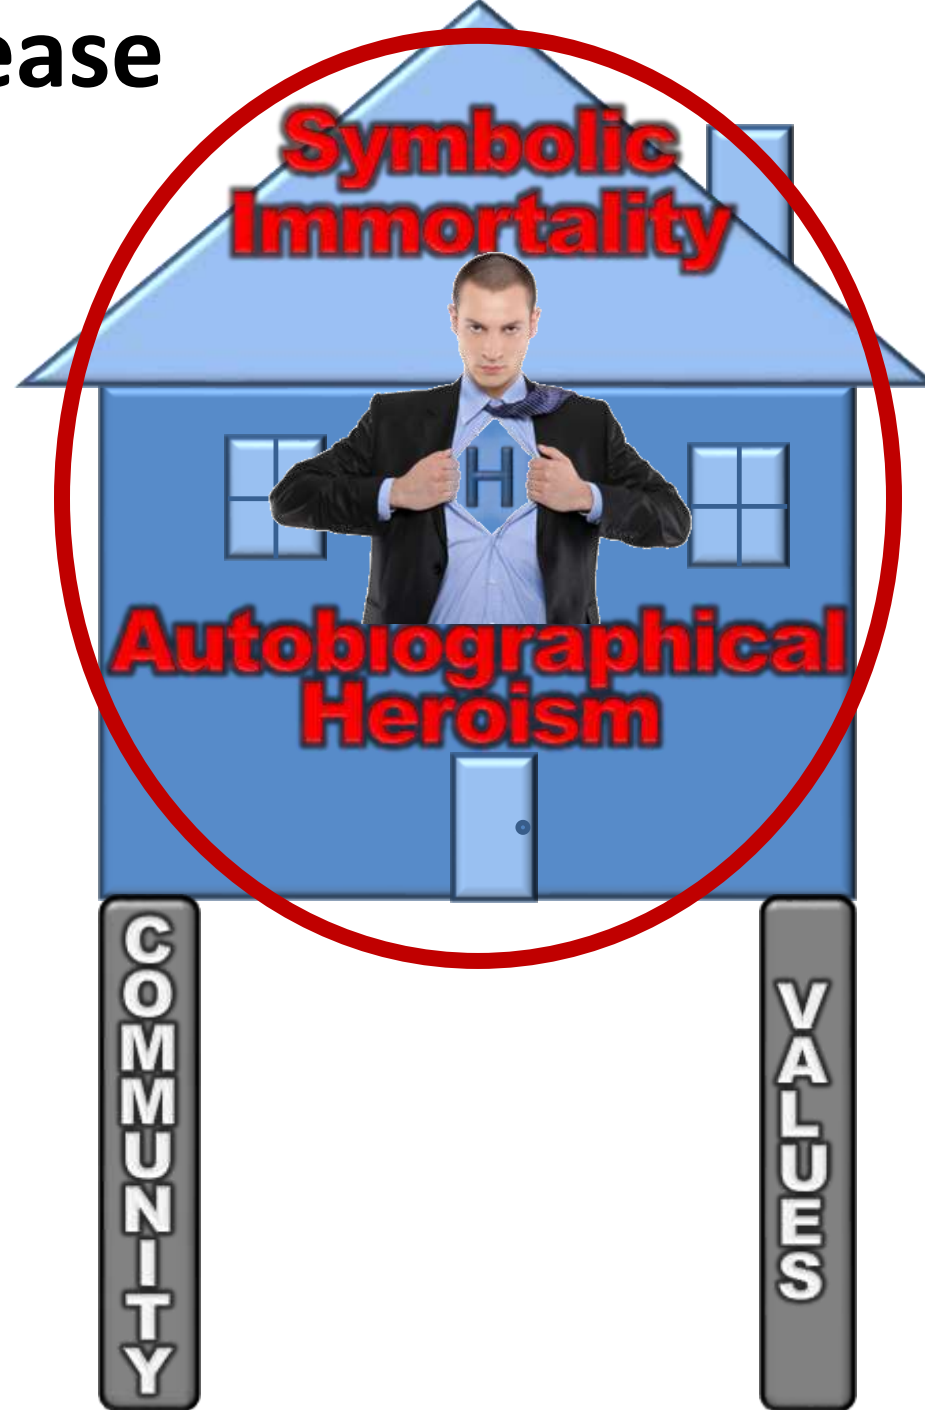 ease
Symbolic
Immortality
H
Autobiographical
Heroism
COMMUNITY
VALUES